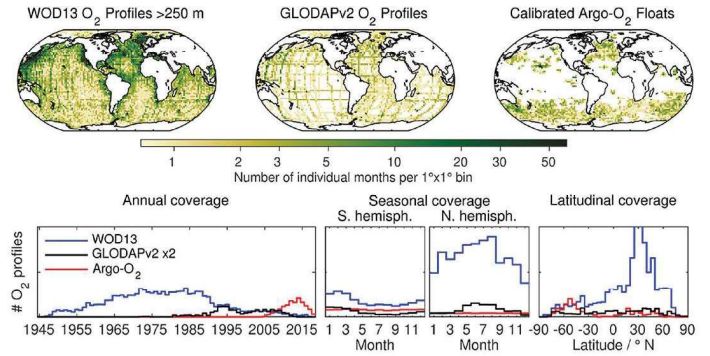 WOD13 O2 Profiles >250 m
GLODAPv2 O2 Profiles
Calibrated Argo-O2 Floats
1 2 3 5 10 20 30 50
Number of individual months per 1°x1° bin
Annual coverage
Seasonal coverage
Latitudinal coverage
S. hemisph. N. hemisph.
# O2 profiles
WOD13
GLODAPv2 x2
Argo-O2
1945 1955 1965 1975 1985 1995 2005 2015
1 3 5 7 9 11
Month
1 3 5 7 9 11
Month
-90 -60 -30 0 30 60 90
Latitude / ° N